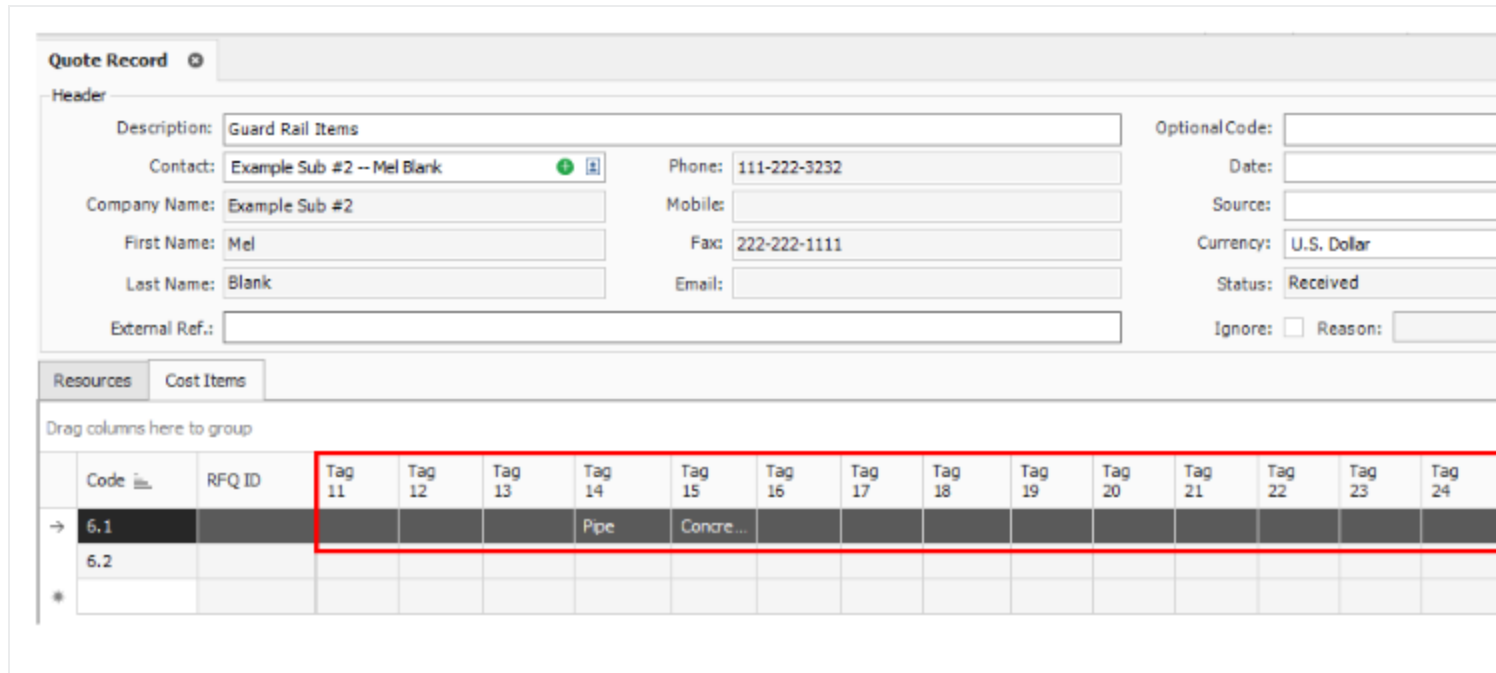 Quote Record
Header
Description: Guard Rail Items Optional Code:
Contact: Example Sub #2 -- Mel Blank Phone: 111-222-3232 Date:
Company Name: Example Sub #2 Mobile: Source:
First Name: Mel Fax: 222-222-1111 Currency: U.S. Dollar
Last Name: Blank Email: Status: Received
External Ref.: Ignore: Reason:
Resources Cost Items
Drag columns here to group
Code RFQ ID Tag 11 Tag 12 Tag 13 Tag 14 Tag 15 Tag 16 Tag 17 Tag 18 Tag 19 Tag 20 Tag 21 Tag 22 Tag 23 Tag 24
6.1 Pipe Concre...
6.2